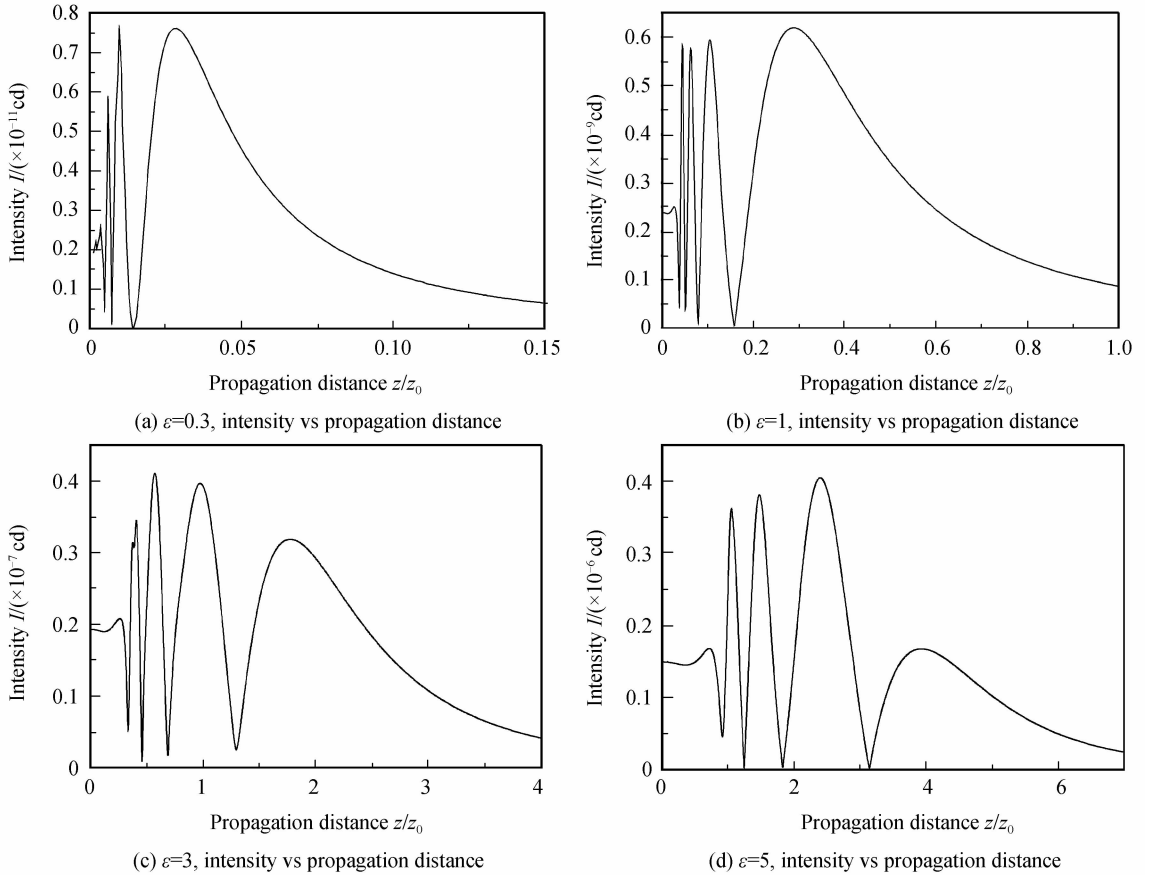 0.8
0.7
0.6
0.5
0.4
0.3
0.2
0.1
0
Intensity I/(×10⁻¹¹cd)
0 0.05 0.10 0.15
Propagation distance z/z₀
(a) ε=0.3, intensity vs propagation distance
0.6
0.5
0.4
0.3
0.2
0.1
0
Intensity I/(×10⁻⁹cd)
0 0.2 0.4 0.6 0.8 1.0
Propagation distance z/z₀
(b) ε=1, intensity vs propagation distance
0.4
0.3
0.2
0.1
0
Intensity I/(×10⁻⁷cd)
0 1 2 3 4
Propagation distance z/z₀
(c) ε=3, intensity vs propagation distance
0.4
0.3
0.2
0.1
0
Intensity I/(×10⁻⁶cd)
0 2 4 6
Propagation distance z/z₀
(d) ε=5, intensity vs propagation distance